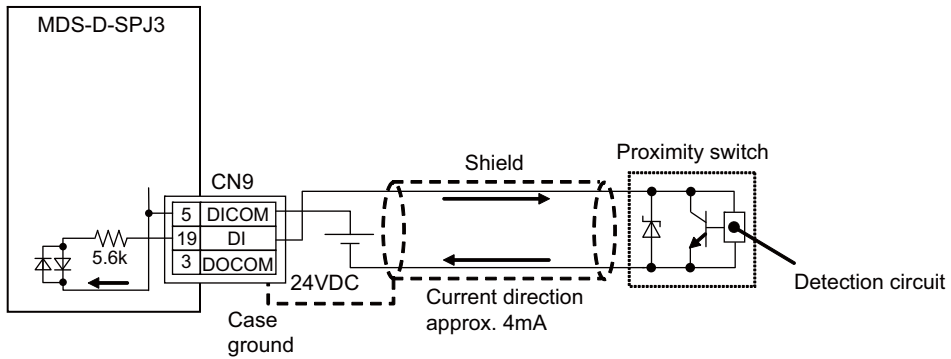 MDS-D-SPJ3
Shield
Proximity switch
CN9
5 DICOM
19 DI
3 DOCOM
5.6k
24VDC
Detection circuit
Current direction
approx. 4mA
Case
ground